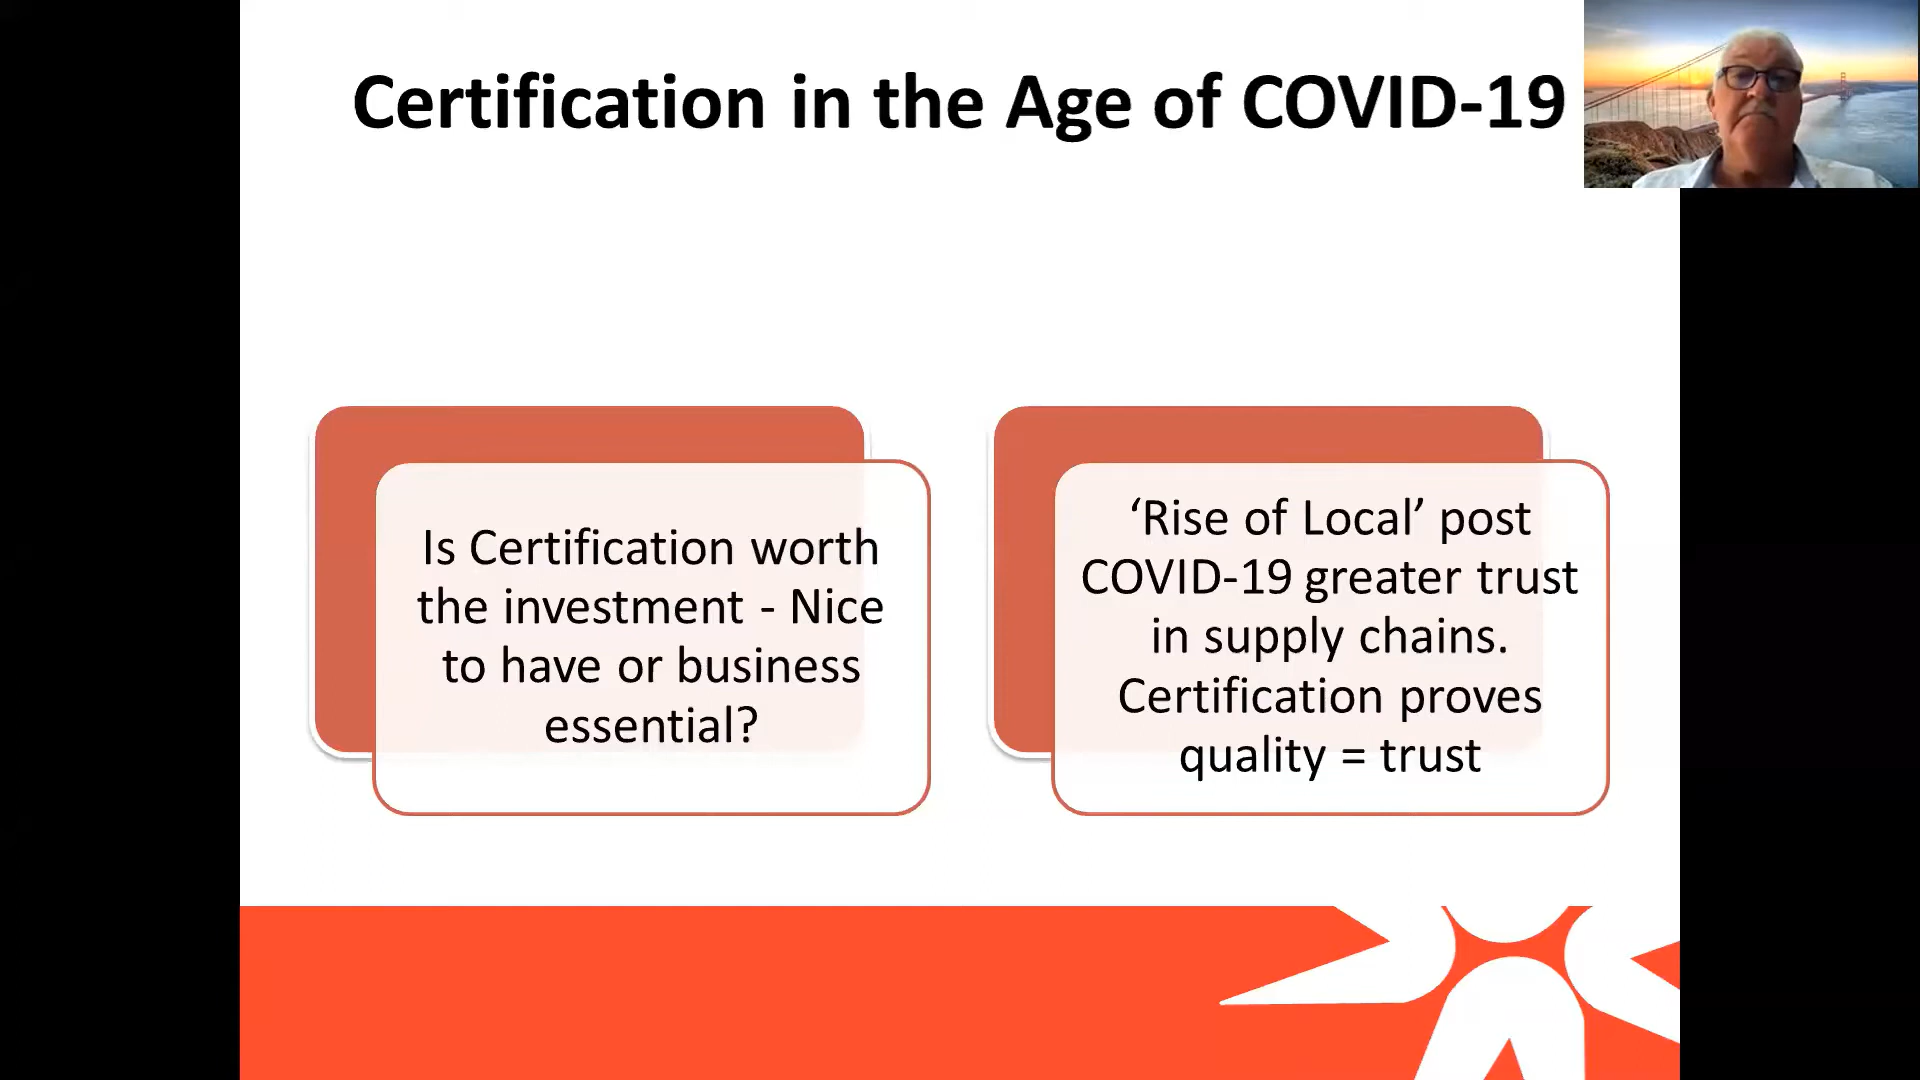 Certification in the Age of COVID-19
Is Certification worth
the investment - Nice
to have or business
essential?
‘Rise of Local’ post
COVID-19 greater trust
in supply chains.
Certification proves
quality = trust